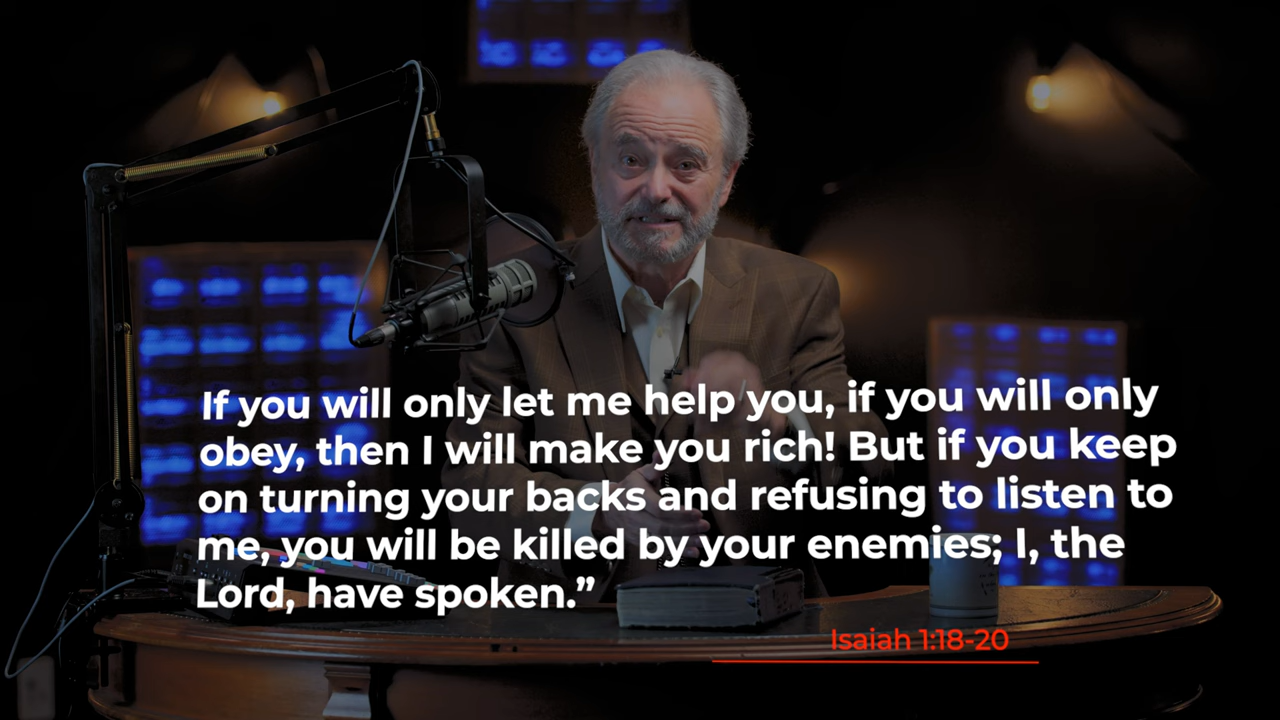 If you will only let me help you, if you will only
obey, then I will make you rich! But if you keep
on turning your backs and refusing to listen to
me, you will be killed by your enemies; I, the
Lord, have spoken.”
Isaiah 1:18-20